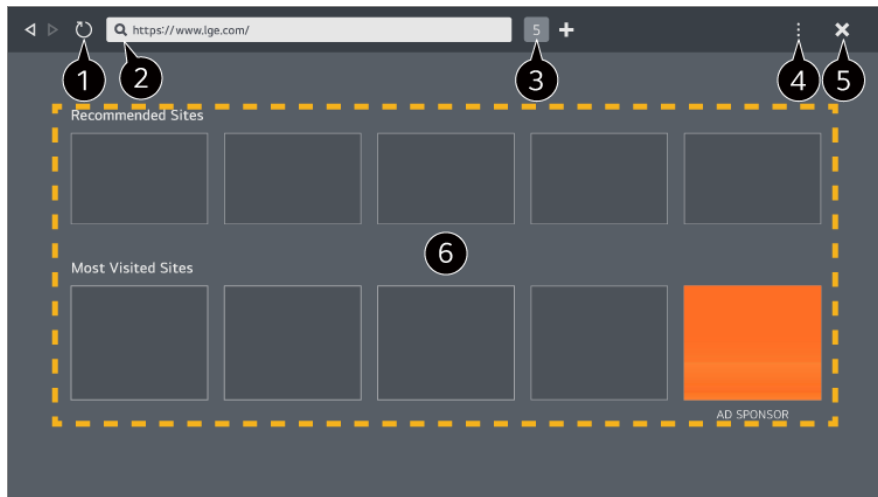 https://www.lge.com/ 5
1 2 3 4 5
Recommended Sites
6
Most Visited Sites
AD SPONSOR